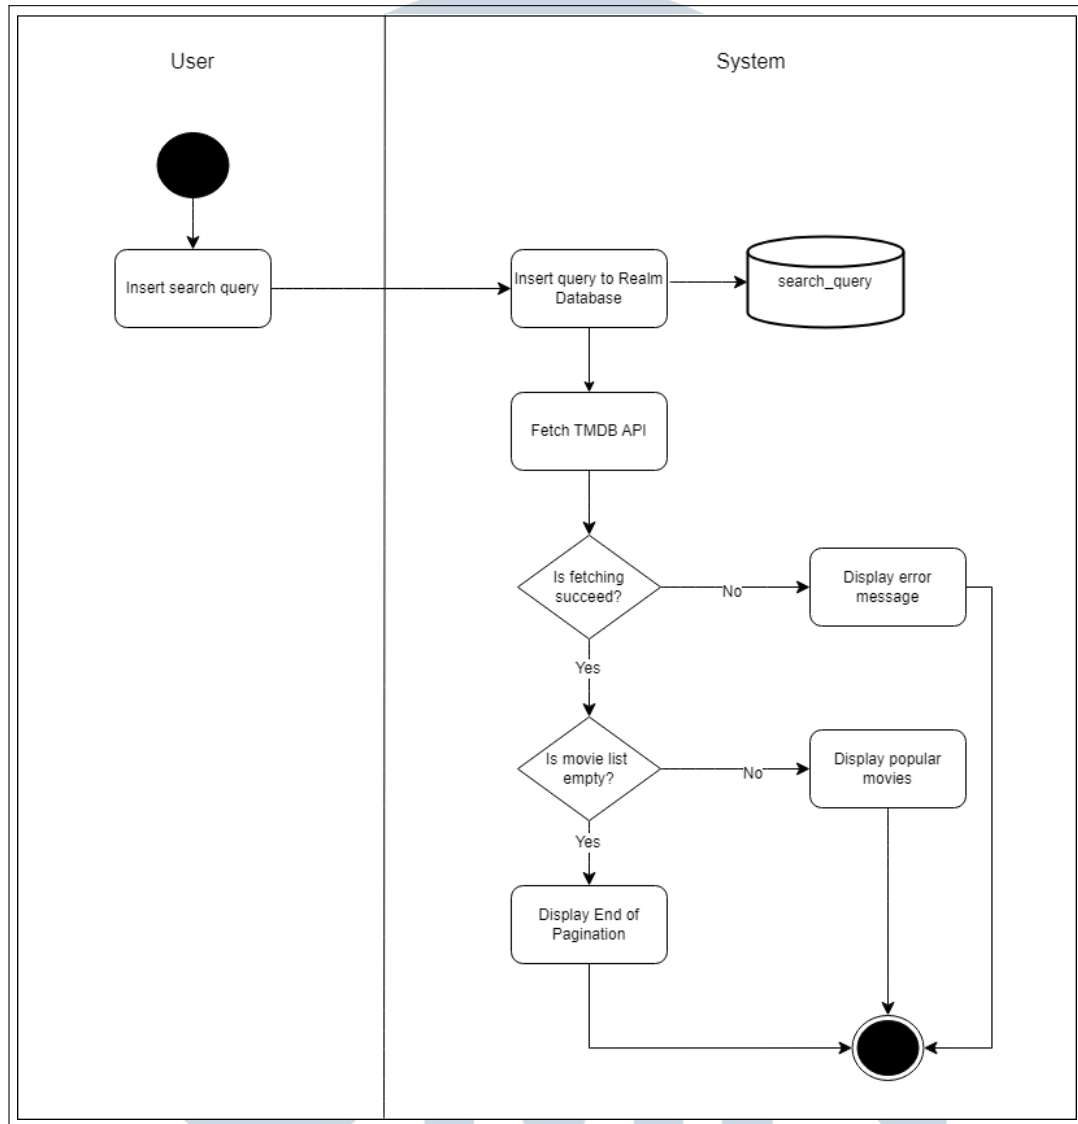 User
System
Insert search query
Insert query to Realm
Database
search_query
Fetch TMDB API
Is fetching
succeed?
No
Display error
message
Yes
Is movie list
empty?
No
Display popular
movies
Yes
Display End of
Pagination